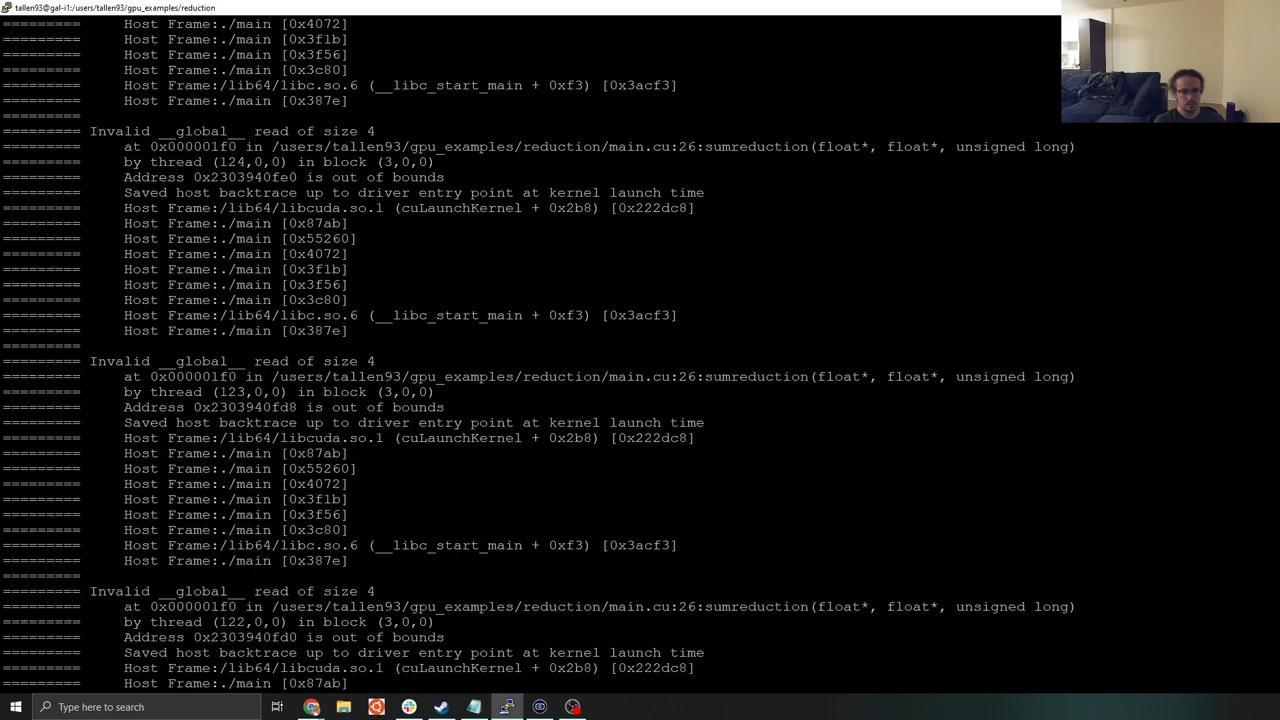 tallen93@gal-i1:/users/tallen93/gpu_examples/reduction
========= Host Frame:./main [0x4072]
========= Host Frame:./main [0x3f1b]
========= Host Frame:./main [0x3f56]
========= Host Frame:./main [0x3c80]
========= Host Frame:/lib64/libc.so.6 (__libc_start_main + 0xf3) [0x3acf3]
========= Host Frame:./main [0x387e]
=========
========= Invalid __global__ read of size 4
========= at 0x000001f0 in /users/tallen93/gpu_examples/reduction/main.cu:26:sumreduction(float*, float*, unsigned long)
========= by thread (124,0,0) in block (3,0,0)
========= Address 0x2303940fe0 is out of bounds
========= Saved host backtrace up to driver entry point at kernel launch time
========= Host Frame:/lib64/libcuda.so.1 (cuLaunchKernel + 0x2b8) [0x222dc8]
========= Host Frame:./main [0x87ab]
========= Host Frame:./main [0x55260]
========= Host Frame:./main [0x4072]
========= Host Frame:./main [0x3f1b]
========= Host Frame:./main [0x3f56]
========= Host Frame:./main [0x3c80]
========= Host Frame:/lib64/libc.so.6 (__libc_start_main + 0xf3) [0x3acf3]
========= Host Frame:./main [0x387e]
=========
========= Invalid __global__ read of size 4
========= at 0x000001f0 in /users/tallen93/gpu_examples/reduction/main.cu:26:sumreduction(float*, float*, unsigned long)
========= by thread (123,0,0) in block (3,0,0)
========= Address 0x2303940fd8 is out of bounds
========= Saved host backtrace up to driver entry point at kernel launch time
========= Host Frame:/lib64/libcuda.so.1 (cuLaunchKernel + 0x2b8) [0x222dc8]
========= Host Frame:./main [0x87ab]
========= Host Frame:./main [0x55260]
========= Host Frame:./main [0x4072]
========= Host Frame:./main [0x3f1b]
========= Host Frame:./main [0x3f56]
========= Host Frame:./main [0x3c80]
========= Host Frame:/lib64/libc.so.6 (__libc_start_main + 0xf3) [0x3acf3]
========= Host Frame:./main [0x387e]
=========
========= Invalid __global__ read of size 4
========= at 0x000001f0 in /users/tallen93/gpu_examples/reduction/main.cu:26:sumreduction(float*, float*, unsigned long)
========= by thread (122,0,0) in block (3,0,0)
========= Address 0x2303940fd0 is out of bounds
========= Saved host backtrace up to driver entry point at kernel launch time
========= Host Frame:/lib64/libcuda.so.1 (cuLaunchKernel + 0x2b8) [0x222dc8]
========= Host Frame:./main [0x87ab]
Type here to search